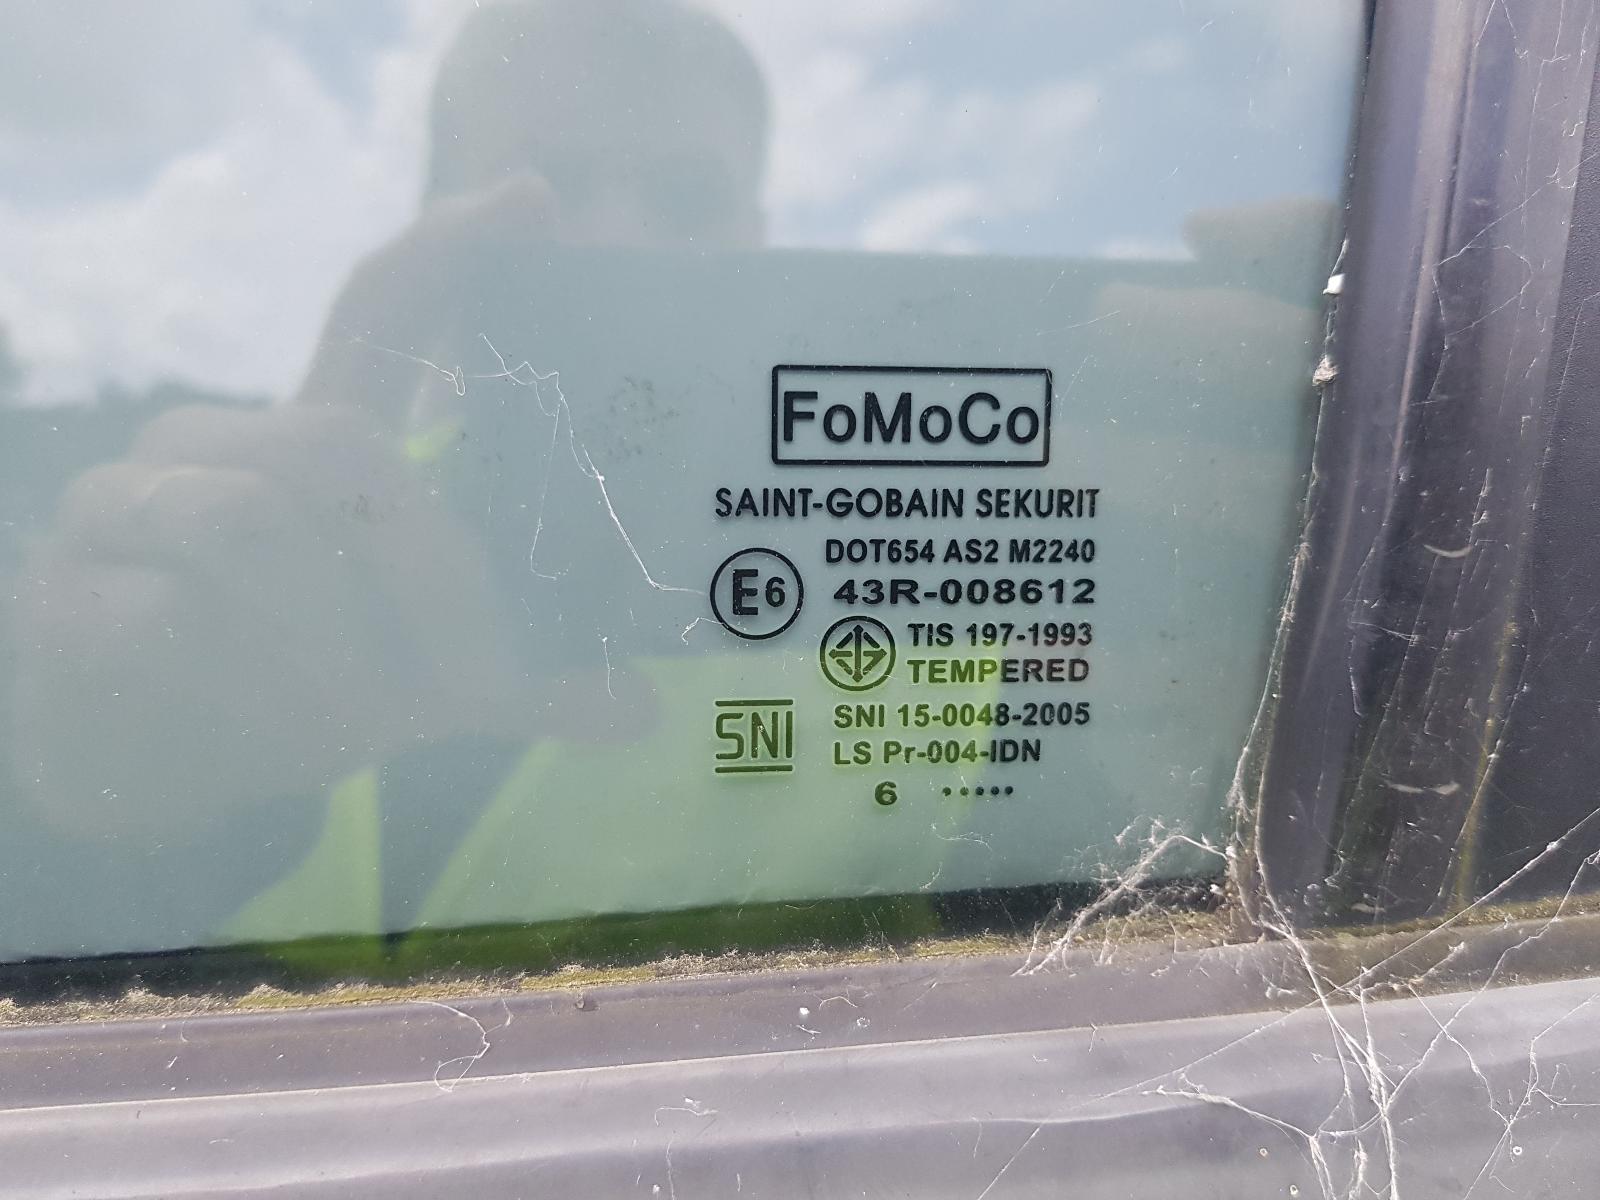 FoMoCo
SAINT-GOBAIN SEKURIT
DOT654 AS2 M2240
E6 43R-008612
TIS 197-1993
TEMPERED
SNI SNI 15-0048-2005
LS Pr-004-IDN
6 •••••